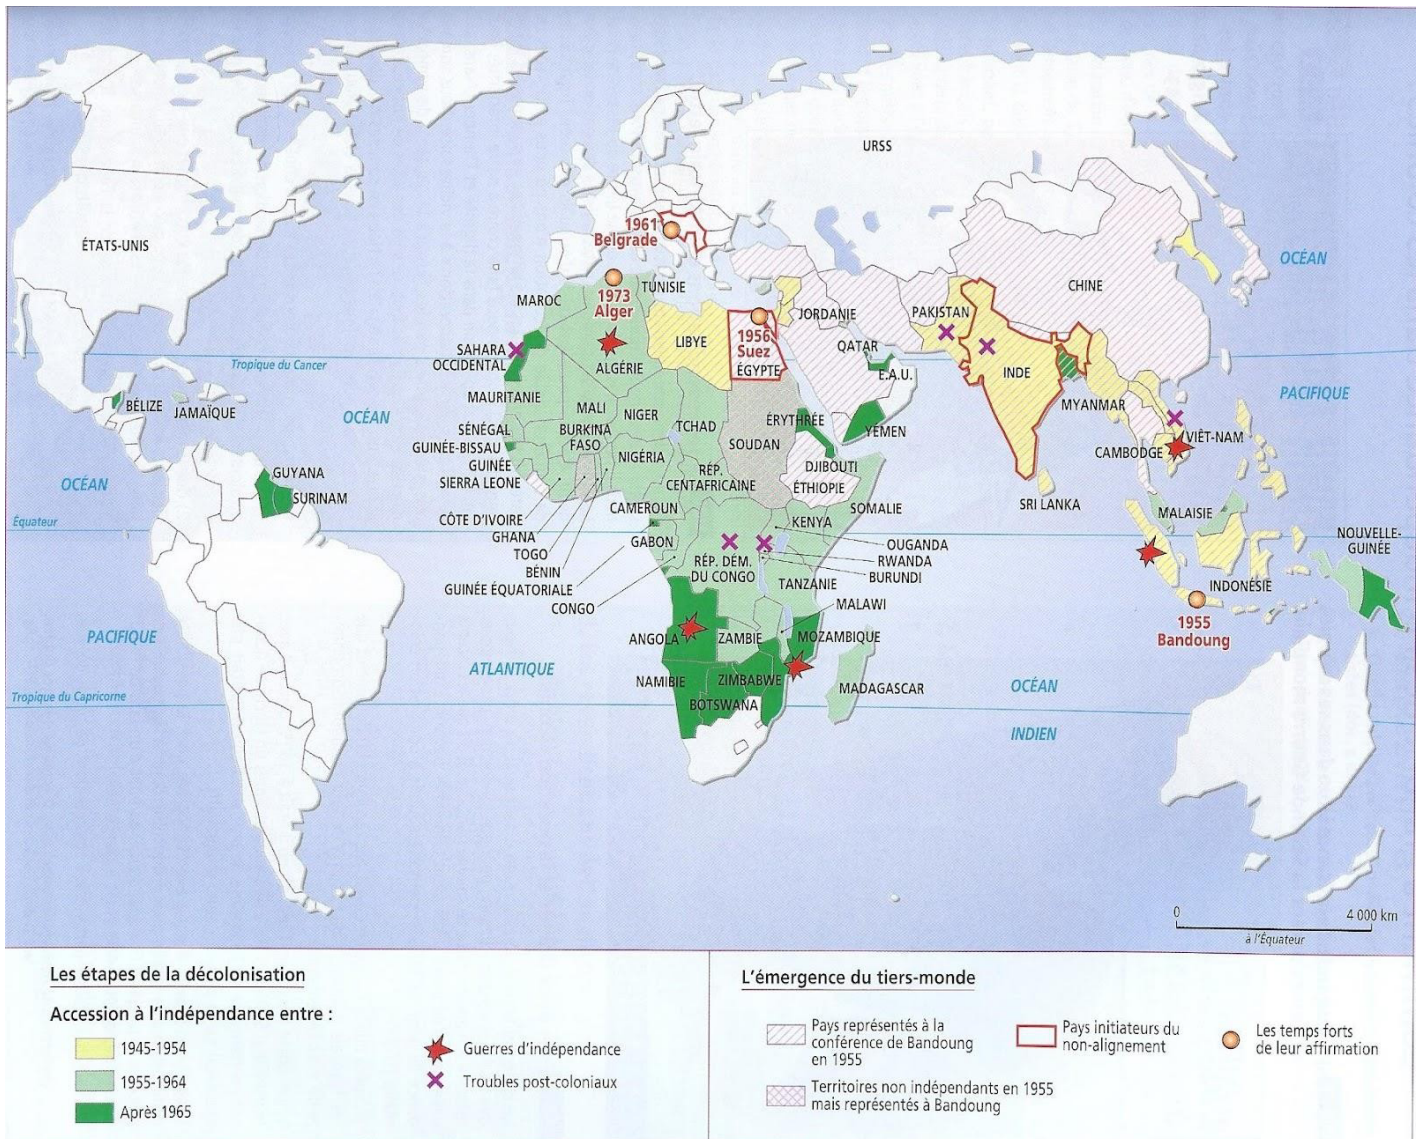 URSS
ÉTATS-UNIS
1961
Belgrade
OCÉAN
CHINE
TUNISIE
MAROC
1973
Alger
PAKISTAN
JORDANIE
1956
Suez
LIBYE
QATAR
SAHARA
OCCIDENTAL
Tropique du Cancer
ALGÉRIE
ÉGYPTE
E.A.U.
INDE
PACIFIQUE
MAURITANIE
MYANMAR
BÉLIZE
JAMAÏQUE
OCÉAN
MALI
NIGER
TCHAD
ÉRYTHRÉE
SÉNÉGAL
BURKINA
FASO
YEMEN
VIÊT-NAM
GUINÉE-BISSAU
SOUDAN
CAMBODGE
NIGÉRIA
GUINÉE
RÉP.
CENTAFRICAINE
DJIBOUTI
GUYANA
SIERRA LEONE
ÉTHIOPIE
OCÉAN
SURINAM
SRI LANKA
SOMALIE
MALAISIE
CAMEROUN
Équateur
CÔTE D'IVOIRE
KENYA
NOUVELLE-
GUINÉE
GHANA
GABON
OUGANDA
TOGO
RÉP. DÉM.
DU CONGO
RWANDA
BÉNIN
BURUNDI
GUINÉE ÉQUATORIALE
TANZANIE
INDONÉSIE
CONGO
MALAWI
1955
Bandoung
PACIFIQUE
ANGOLA
ZAMBIE
MOZAMBIQUE
ATLANTIQUE
NAMIBIE
ZIMBABWE
MADAGASCAR
OCÉAN
Tropique du Capricorne
BOTSWANA
INDIEN
0
4 000 km
à l'Équateur
Les étapes de la décolonisation
Accession à l'indépendance entre :
1945-1954
1955-1964
Après 1965
Guerres d'indépendance
Troubles post-coloniaux
L'émergence du tiers-monde
Pays représentés à la
conférence de Bandoung
en 1955
Territoires non indépendants en 1955
mais représentés à Bandoung
Pays initiateurs du
non-alignement
Les temps forts
de leur affirmation